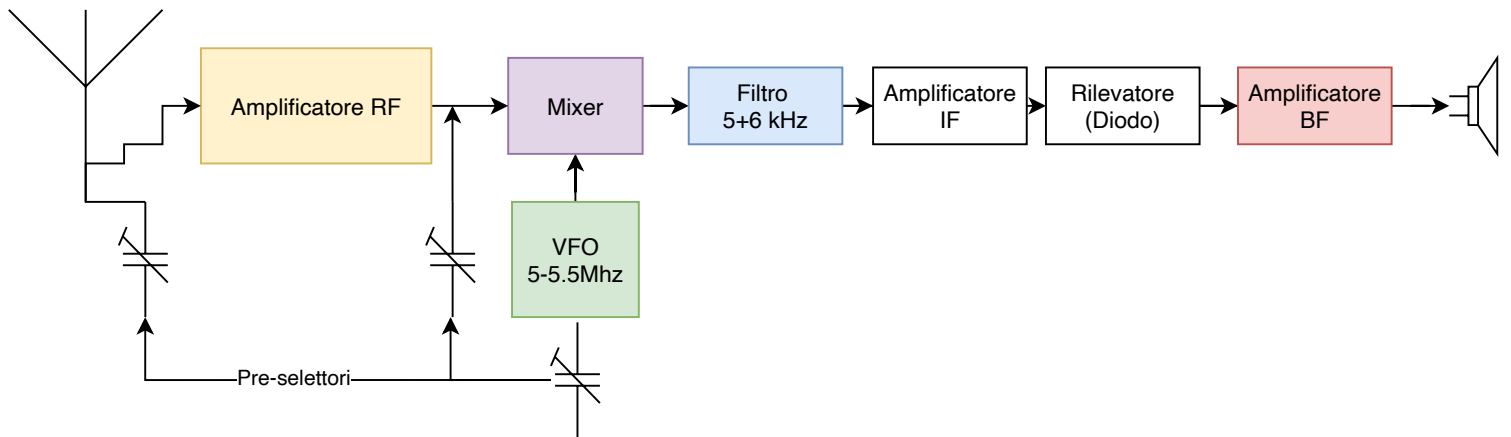 Amplificatore RF
Mixer
Filtro
5+6 kHz
Amplificatore
IF
Rilevatore
(Diodo)
Amplificatore
BF
VFO
5-5.5Mhz
Pre-selettori